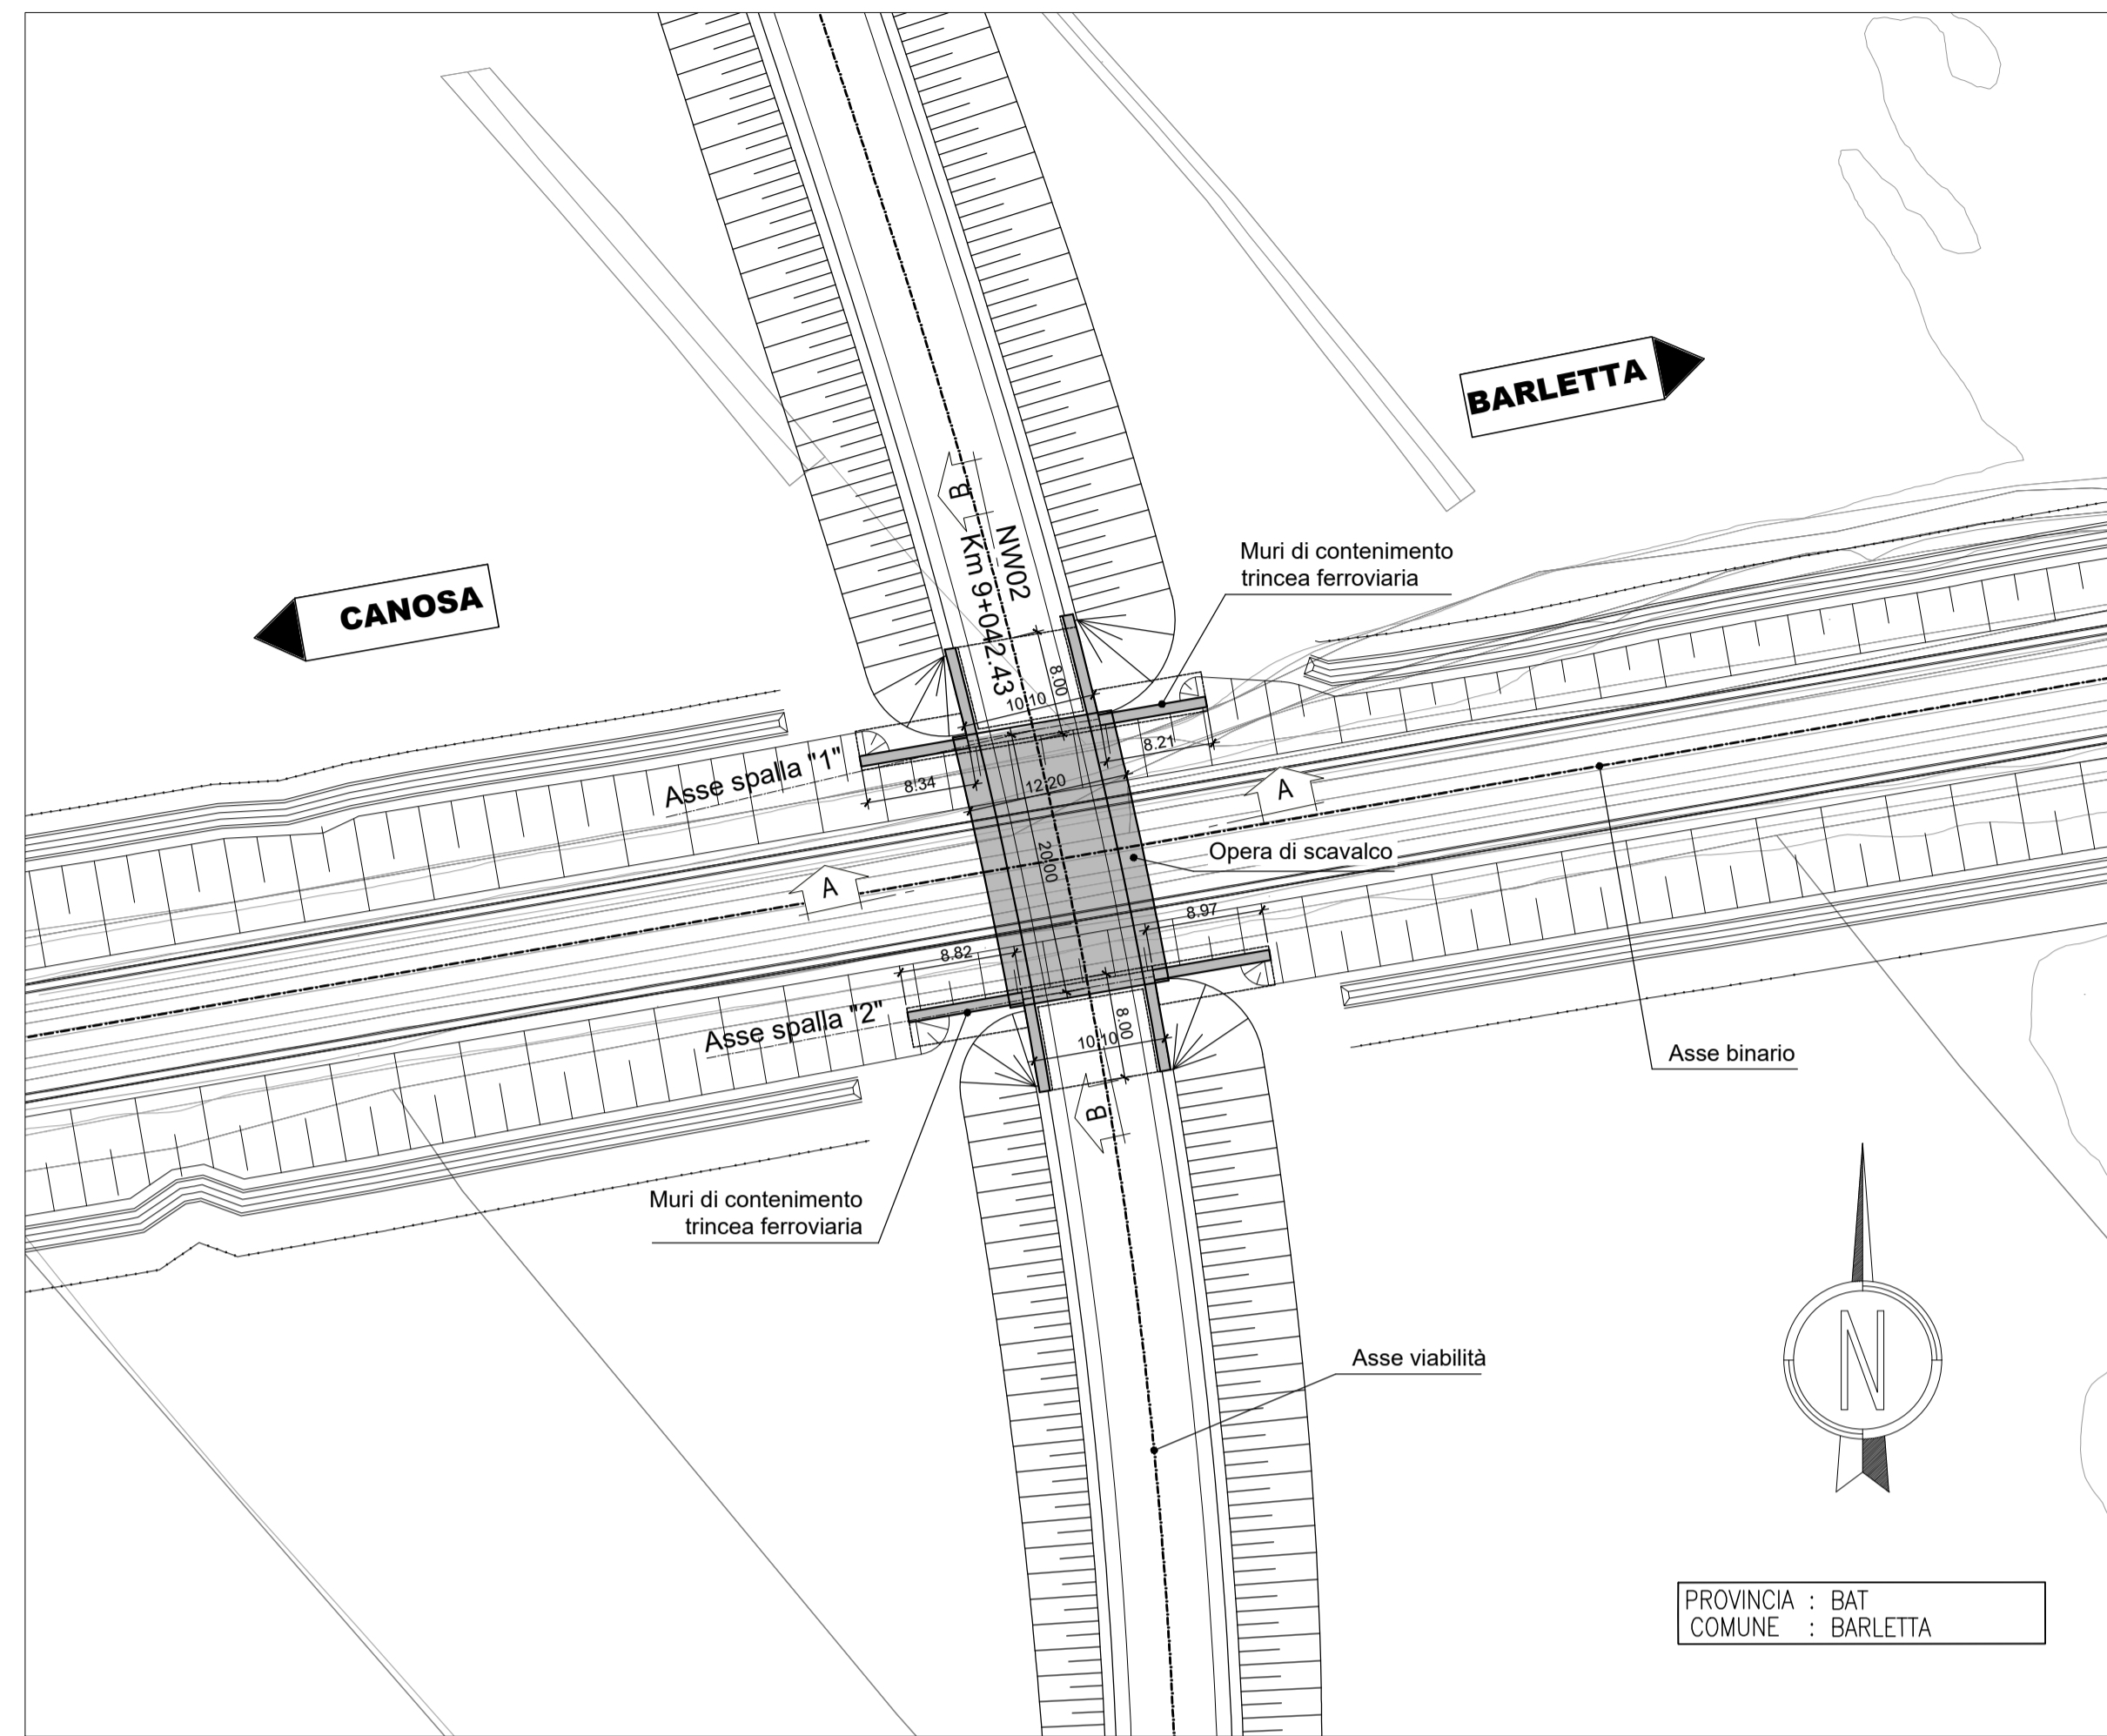 BARLETTA
B
NW02
Km 9+042.43
Muri di contenimento
trincea ferroviaria
CANOSA
8.00
10.10
Asse spalla "1"
8.34
12.20
8.21
A
20.00
Opera di scavalco
A
8.97
8.82
Asse spalla "2"
8.00
10.10
Asse binario
B
Muri di contenimento
trincea ferroviaria
Asse viabilità
N
PROVINCIA : BAT
COMUNE : BARLETTA